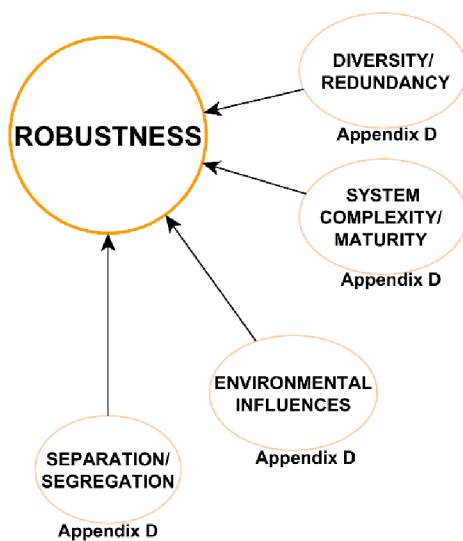 DIVERSITY/
REDUNDANCY
Appendix D
ROBUSTNESS
SYSTEM
COMPLEXITY/
MATURITY
Appendix D
ENVIRONMENTAL
INFLUENCES
Appendix D
SEPARATION/
SEGREGATION
Appendix D